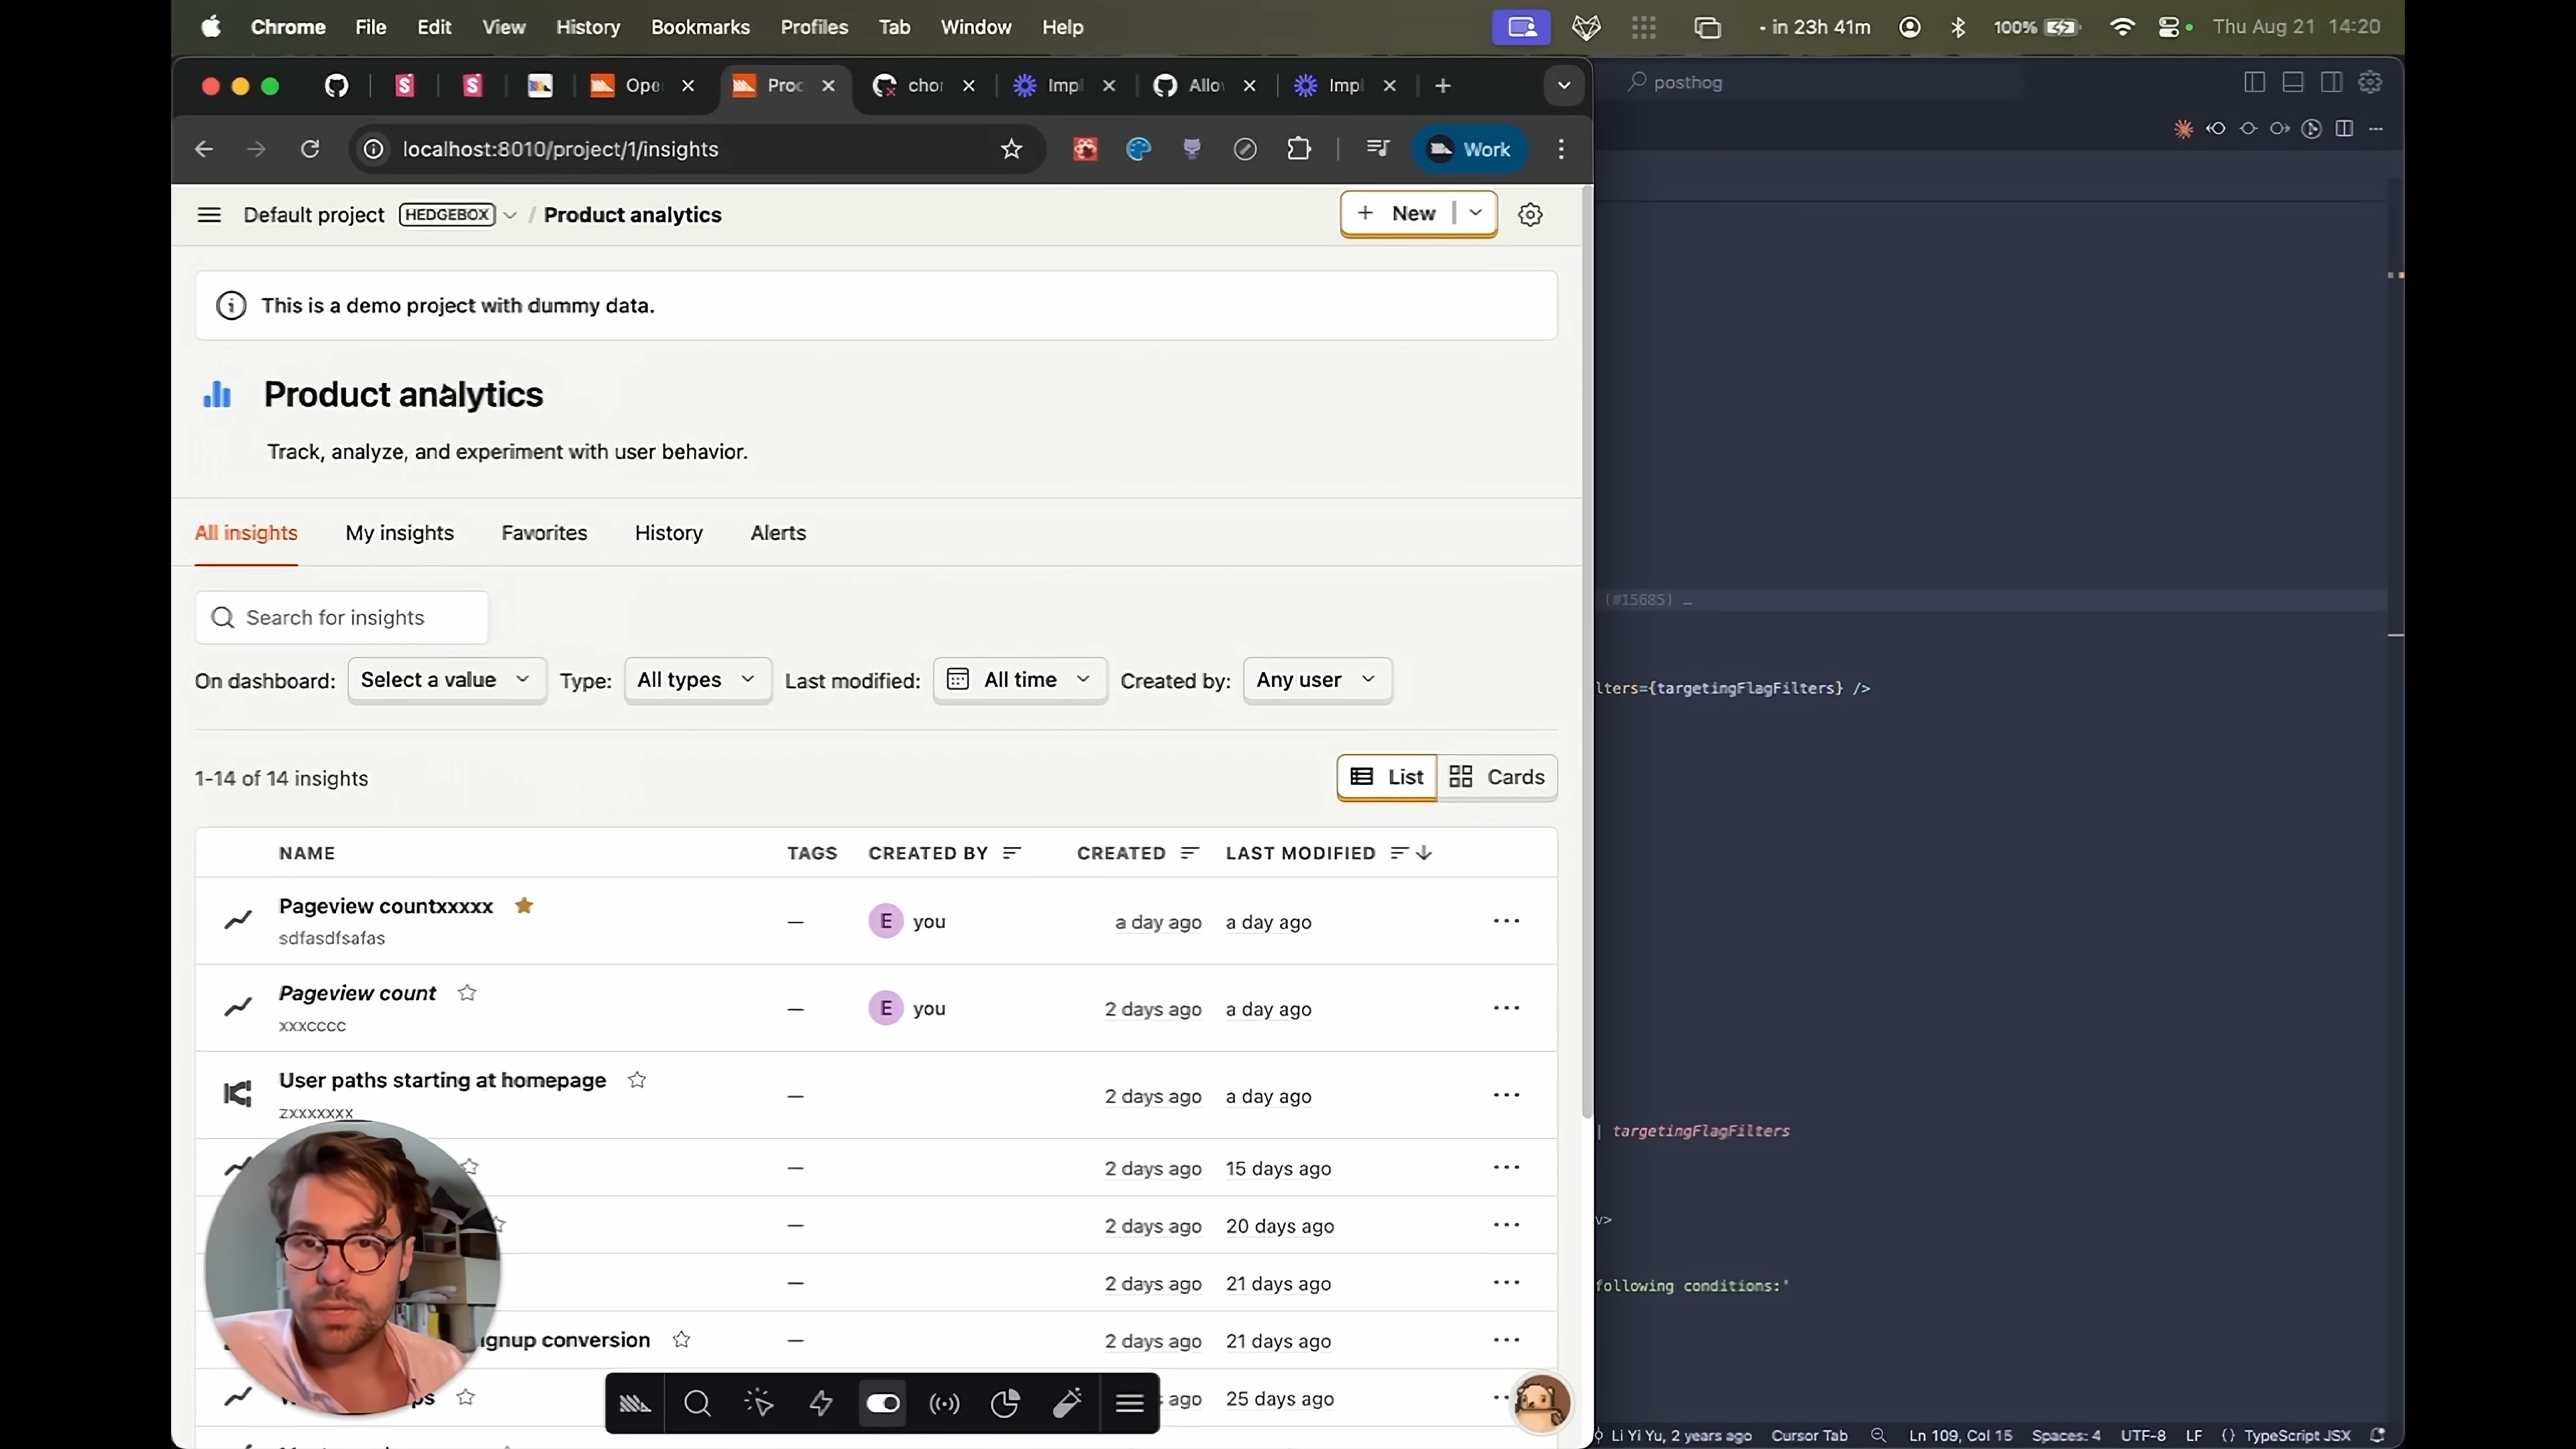 Chrome File Edit View History Bookmarks Profiles Tab Window Help - in 23h 41m 100% Thu Aug 21 14:20
Ope Proc chor Impl Allo Impl
posthog
localhost:8010/project/1/insights Work
Default project HEDGEBOX / Product analytics + New
This is a demo project with dummy data.
Product analytics
Track, analyze, and experiment with user behavior.
All insights My insights Favorites History Alerts
Search for insights
(#15685) …
On dashboard: Select a value Type: All types Last modified: All time Created by: Any user
lters={targetingFlagFilters} />
1-14 of 14 insights List Cards
NAME TAGS CREATED BY CREATED LAST MODIFIED
Pageview countxxxxx
sdfasdfsafas
— E you a day ago a day ago
Pageview count
xxxcccc
— E you 2 days ago a day ago
User paths starting at homepage
zxxxxxxx
— 2 days ago a day ago
| targetingFlagFilters
— 2 days ago 15 days ago
v>
— 2 days ago 20 days ago
— 2 days ago 21 days ago
following conditions:'
ignup conversion — 2 days ago 21 days ago
ps ago 25 days ago
Li Yi Yu, 2 years ago Cursor Tab Ln 109, Col 15 Spaces: 4 UTF-8 LF {} TypeScript JSX